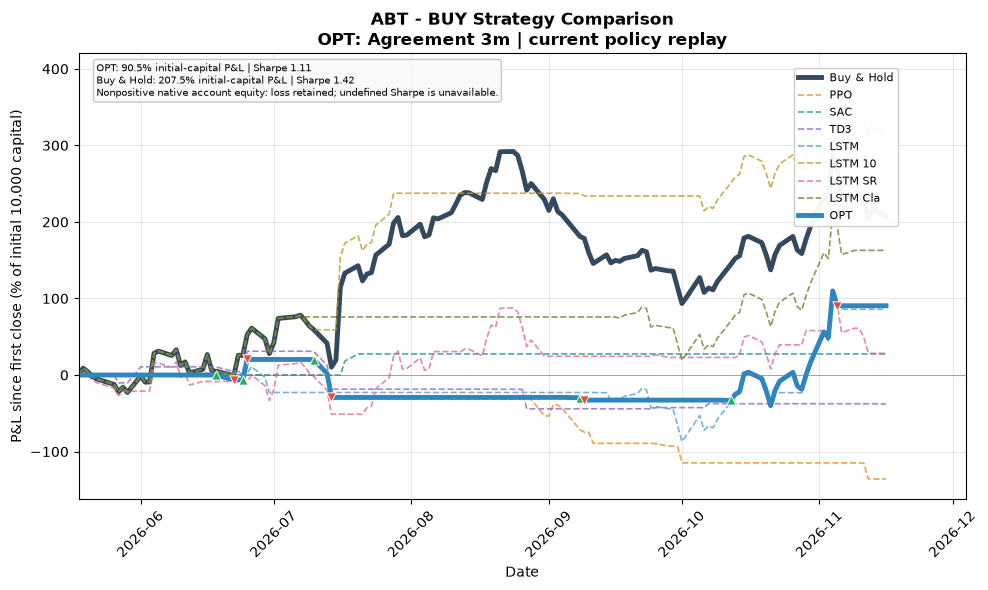 ABT - BUY Strategy Comparison
OPT: Agreement 3m | current policy replay
OPT: 90.5% initial-capital P&L | Sharpe 1.11
Buy & Hold: 207.5% initial-capital P&L | Sharpe 1.42
Nonpositive native account equity: loss retained; undefined Sharpe is unavailable.
Buy & Hold
PPO
SAC
TD3
LSTM
LSTM 10
LSTM SR
LSTM Cla
OPT
P&L since first close (% of initial 10,000 capital)
400
300
200
100
0
−100
2026-06
2026-07
2026-08
2026-09
2026-10
2026-11
2026-12
Date